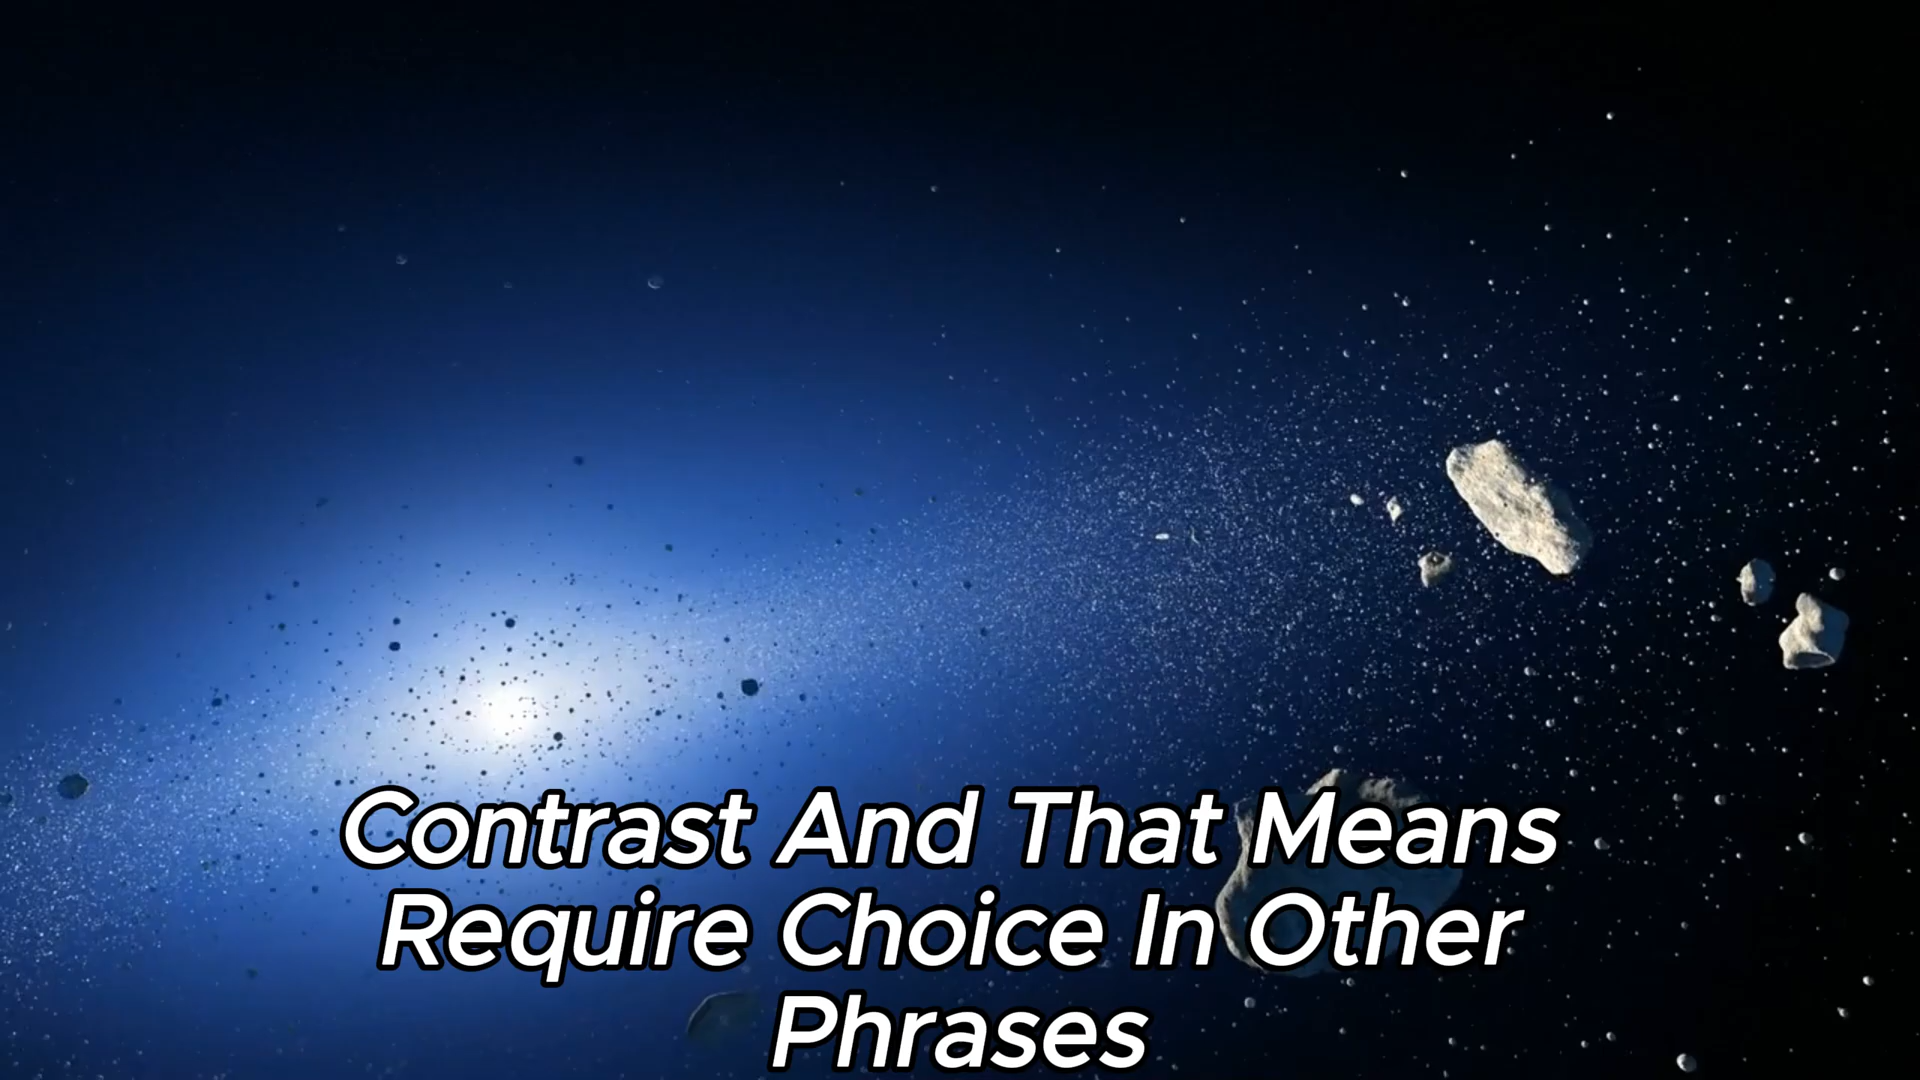 Contrast And That Means
Require Choice In Other
Phrases